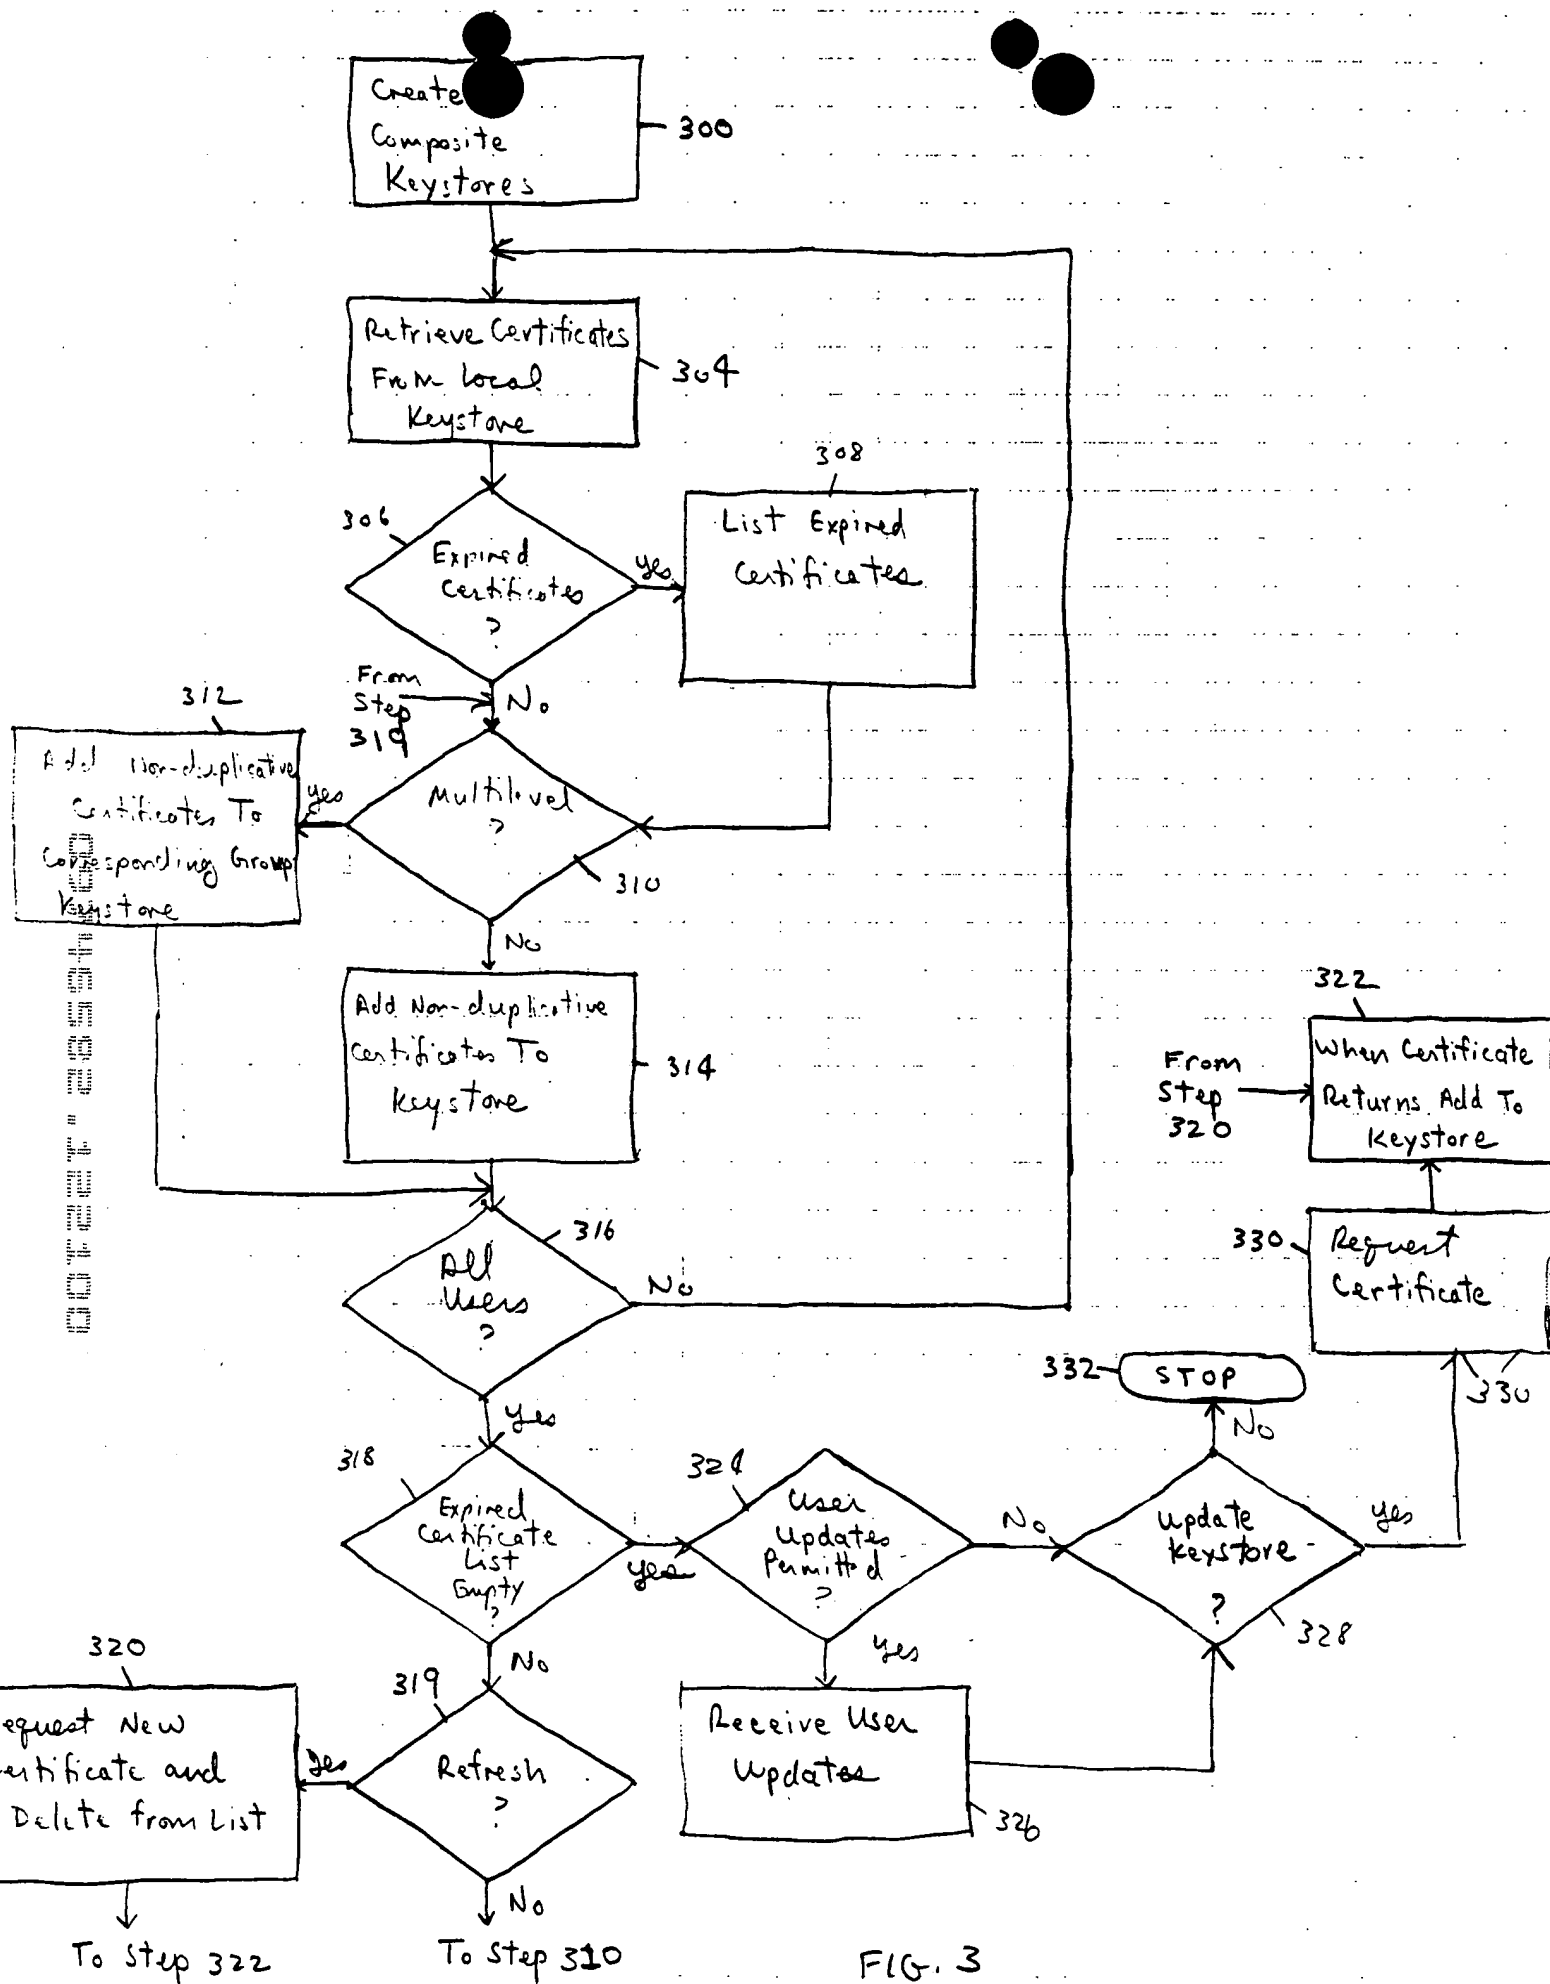 Create
Composite
Keystores
300
Retrieve Certificates
From Local
Keystore
304
306
Expired
Certificates
?
yes
308
List Expired
Certificates
From
Step
319
No
312
Add Non-duplicative
Certificates To
Corresponding Group
Keystore
yes
Multilevel
?
310
No
Add Non-duplicative
Certificates To
Keystore
314
316
All
Users
?
No
yes
322
When Certificate
Returns Add To
Keystore
From
Step
320
330
Request
Certificate
330
332
STOP
No
318
Expired
Certificate
List
Empty
?
yes
324
User
Updates
Permitted
?
No
Update
Keystore
?
yes
328
No
yes
320
equest New
ertificate and
Delete from List
yes
319
Refresh
?
Receive User
Updates
326
No
To Step 322
To Step 310
FIG. 3